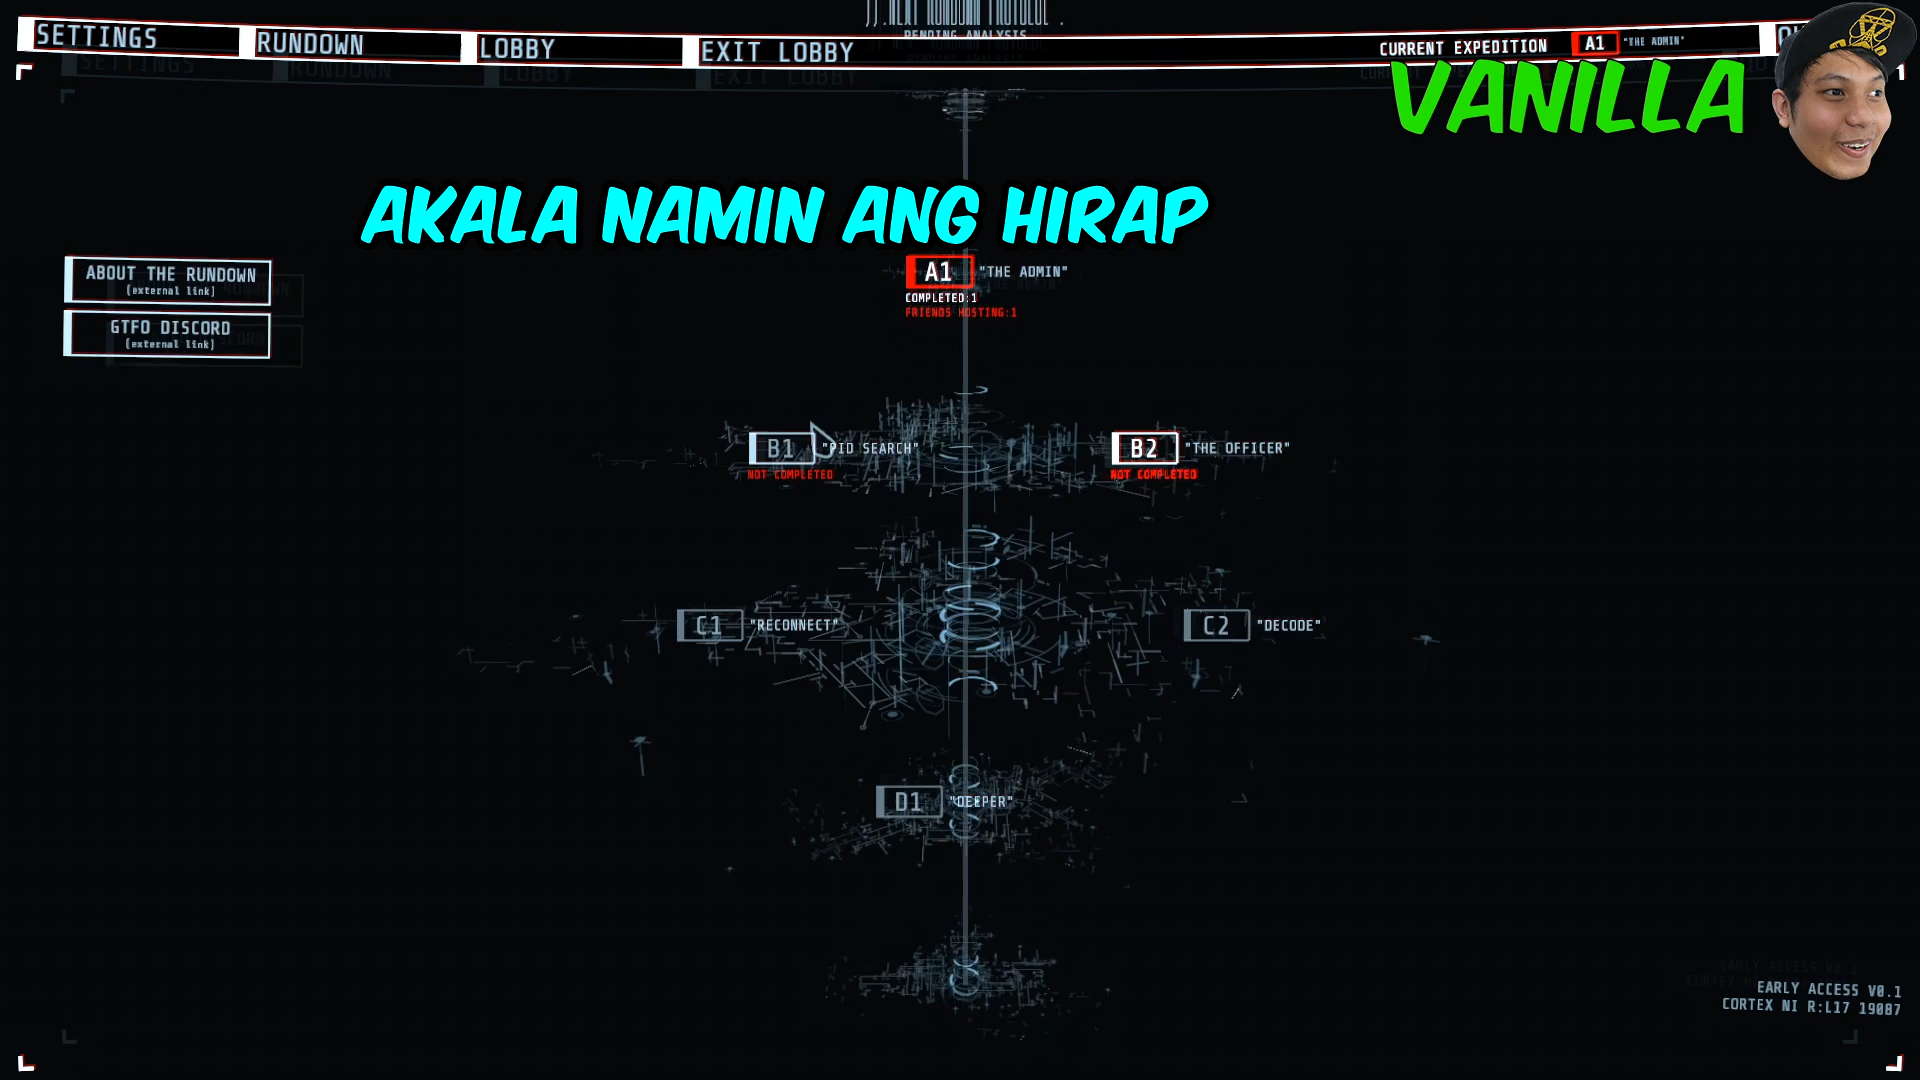 NEXT RUNDOWN PROTOCOL
PENDING ANALYSIS
SETTINGS
RUNDOWN
LOBBY
EXIT LOBBY
CURRENT EXPEDITION
A1
"THE ADMIN"
VANILLA
AKALA NAMIN ANG HIRAP
ABOUT THE RUNDOWN
(external link)
GTFO DISCORD
(external link)
A1 "THE ADMIN"
COMPLETED:1
FRIENDS HOSTING:1
B1 "PID SEARCH"
NOT COMPLETED
B2 "THE OFFICER"
NOT COMPLETED
C1 "RECONNECT"
C2 "DECODE"
D1 "DEEPER"
EARLY ACCESS V0.1
CORTEX NI R:L17 19087